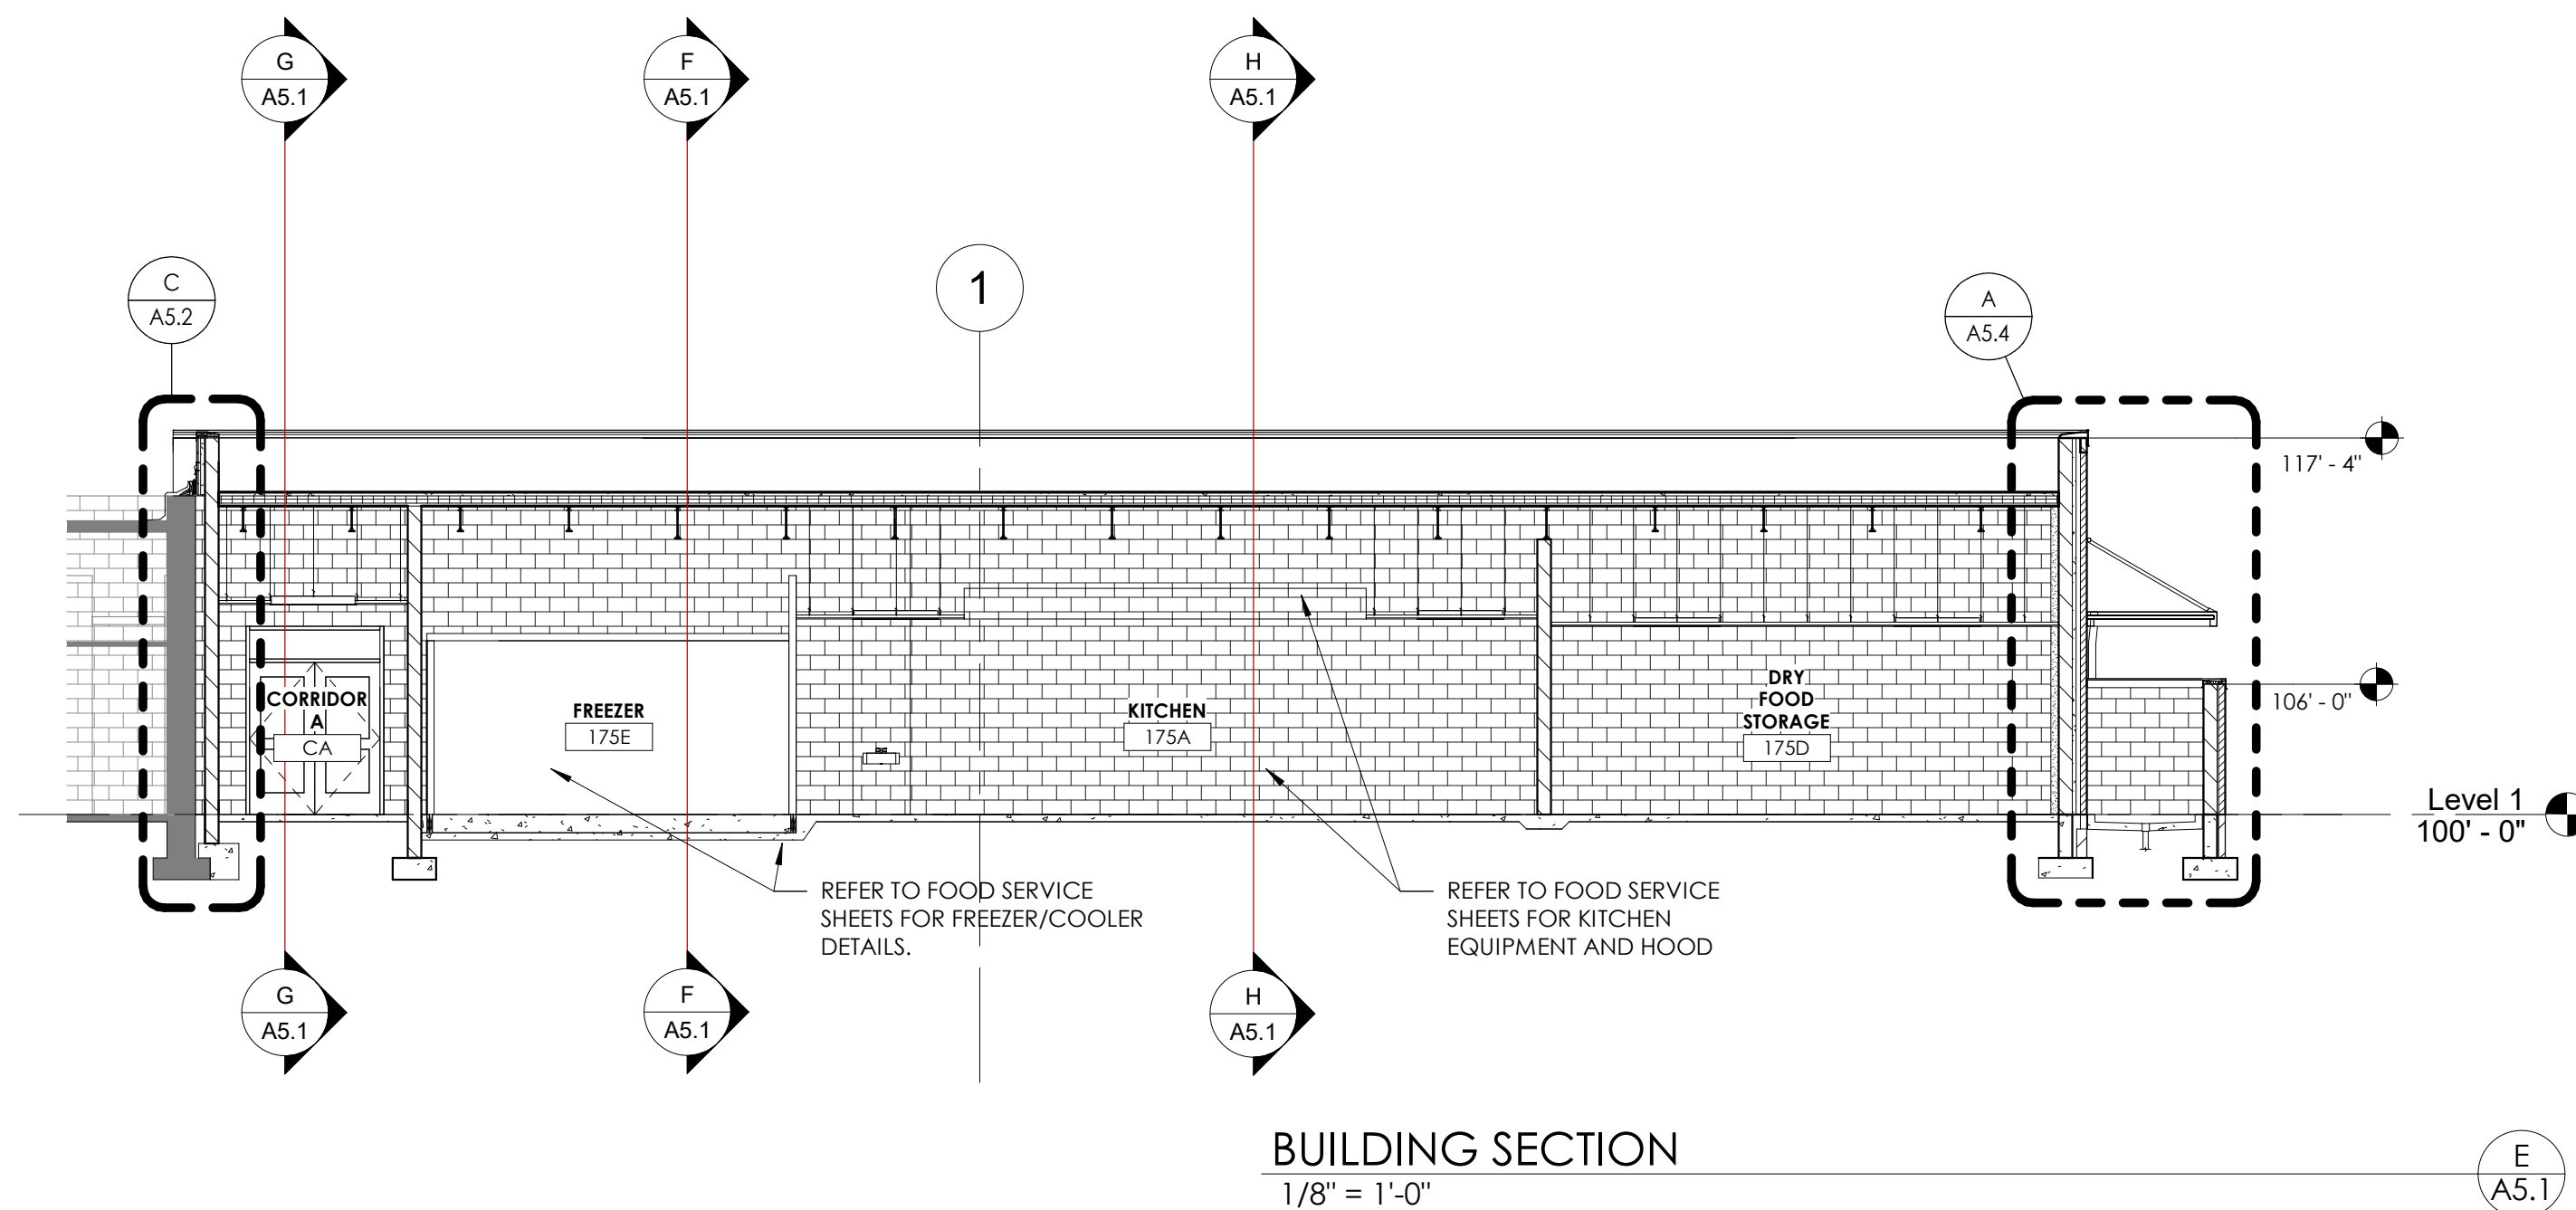 G
A5.1
F
A5.1
H
A5.1
C
A5.2
1
A
A5.4
117' - 4"
106' - 0"
Level 1
100' - 0"
CORRIDOR
A
CA
FREEZER
175E
KITCHEN
175A
DRY
FOOD
STORAGE
175D
REFER TO FOOD SERVICE
SHEETS FOR FREEZER/COOLER
DETAILS.
REFER TO FOOD SERVICE
SHEETS FOR KITCHEN
EQUIPMENT AND HOOD
G
A5.1
F
A5.1
H
A5.1
BUILDING SECTION
1/8" = 1'-0"
E
A5.1